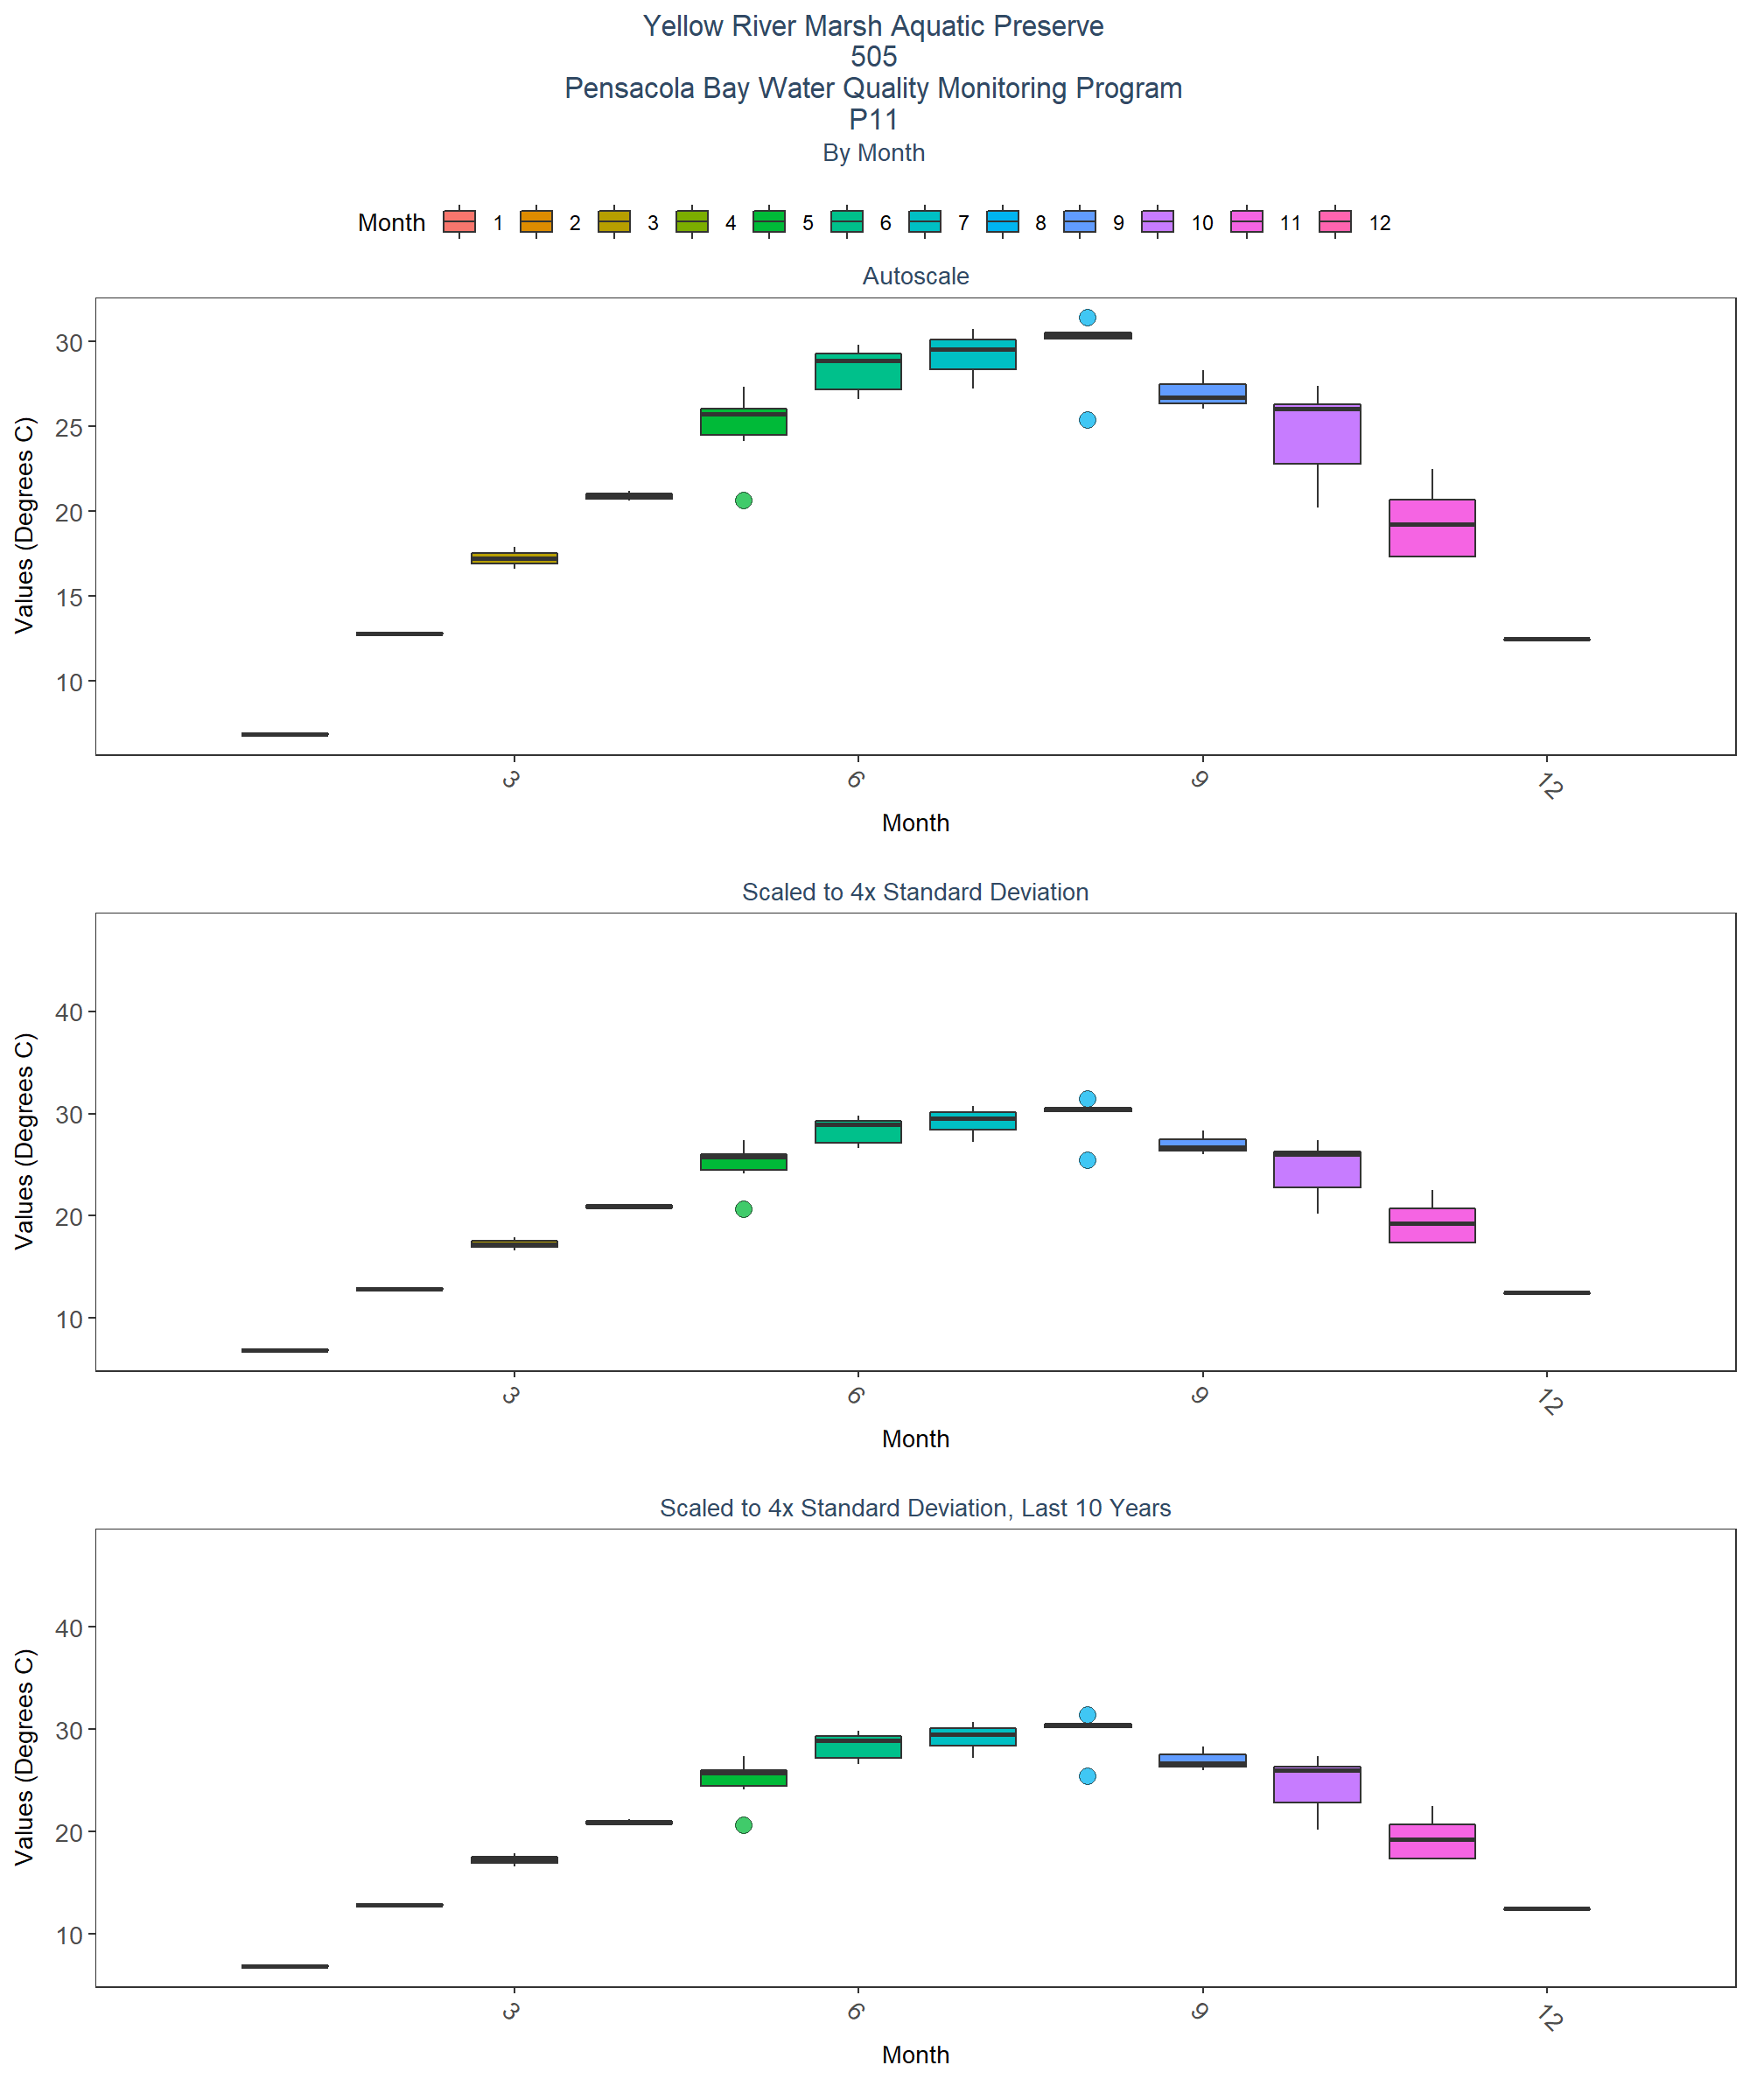 Yellow River Marsh Aquatic Preserve
505
Pensacola Bay Water Quality Monitoring Program
P11
By Month
Month 1 2 3 4 5 6 7 8 9 10 11 12
Autoscale
Values (Degrees C)
30
25
20
15
10
3 6 9 12
Month
Scaled to 4x Standard Deviation
Values (Degrees C)
40
30
20
10
3 6 9 12
Month
Scaled to 4x Standard Deviation, Last 10 Years
Values (Degrees C)
40
30
20
10
3 6 9 12
Month